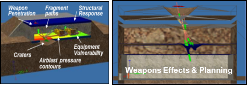 Weapon
Penetration
Fragment
paths
Structural
Response
Craters
Airblast pressure
contours
Equipment
Vulnerability
Weapons Effects & Planning